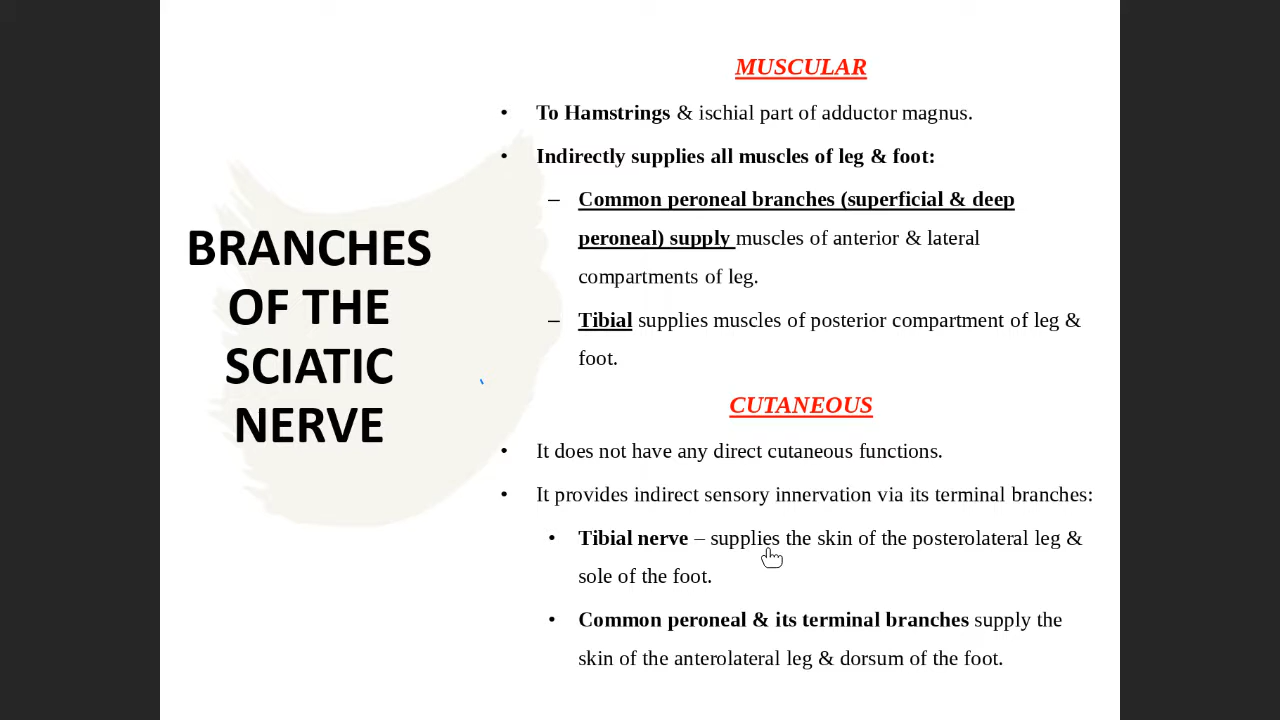 BRANCHES
OF THE
SCIATIC
NERVE
MUSCULAR
• To Hamstrings & ischial part of adductor magnus.
• Indirectly supplies all muscles of leg & foot:
– Common peroneal branches (superficial & deep
peroneal) supply muscles of anterior & lateral
compartments of leg.
– Tibial supplies muscles of posterior compartment of leg &
foot.
CUTANEOUS
• It does not have any direct cutaneous functions.
• It provides indirect sensory innervation via its terminal branches:
• Tibial nerve – supplies the skin of the posterolateral leg &
sole of the foot.
• Common peroneal & its terminal branches supply the
skin of the anterolateral leg & dorsum of the foot.